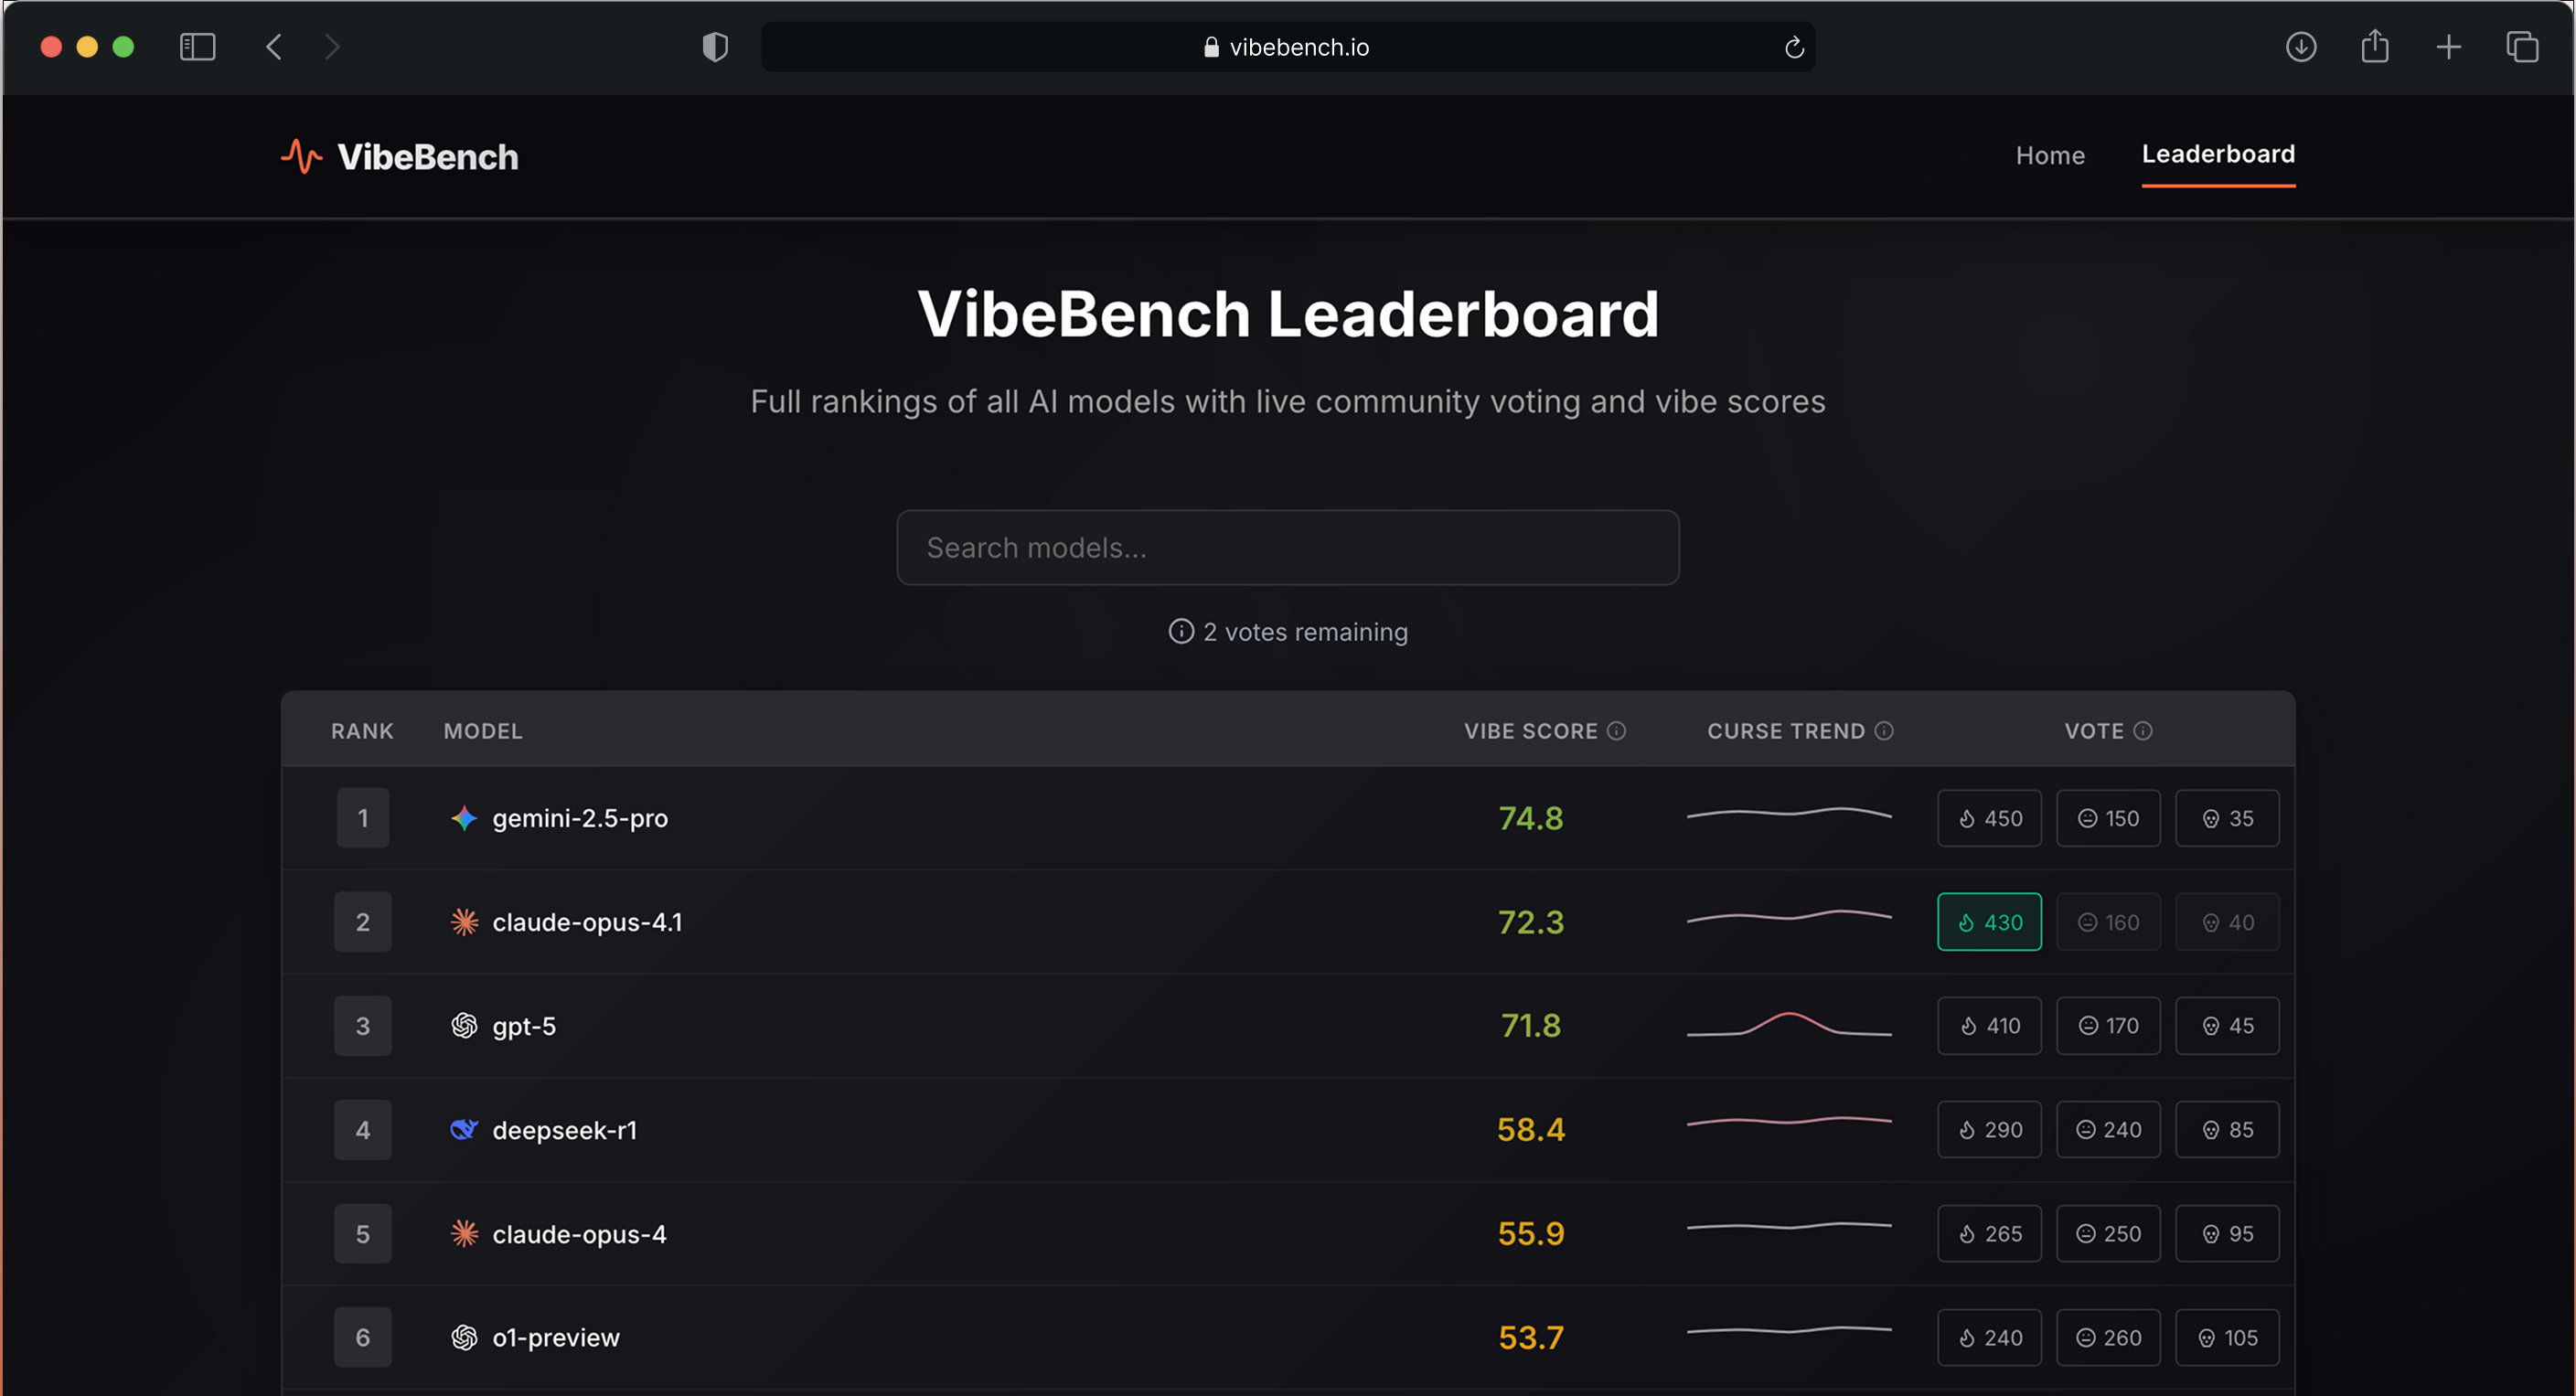 vibebench.io
VibeBench
Home Leaderboard
VibeBench Leaderboard
Full rankings of all AI models with live community voting and vibe scores
Search models...
2 votes remaining
RANK MODEL VIBE SCORE CURSE TREND VOTE
1 gemini-2.5-pro 74.8 450 150 35
2 claude-opus-4.1 72.3 430 160 40
3 gpt-5 71.8 410 170 45
4 deepseek-r1 58.4 290 240 85
5 claude-opus-4 55.9 265 250 95
6 o1-preview 53.7 240 260 105